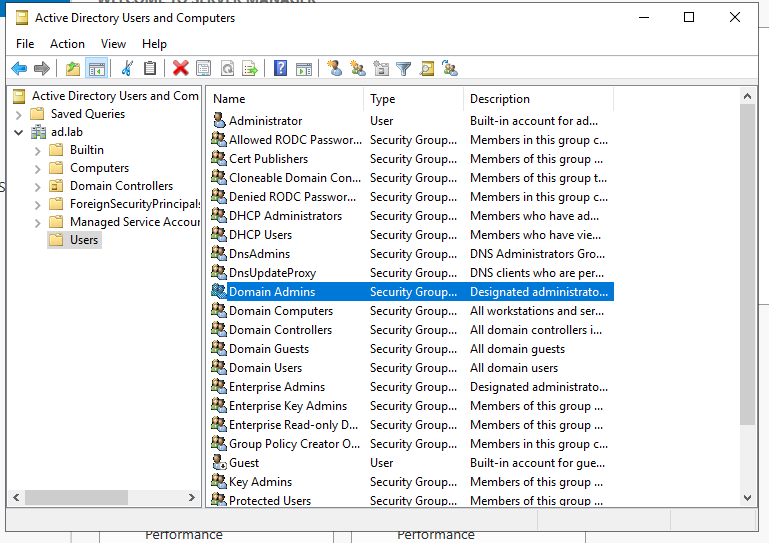 WELCOME TO SERVER MANAGER
Active Directory Users and Computers
File Action View Help
Active Directory Users and Com
Saved Queries
ad.lab
Builtin
Computers
Domain Controllers
ForeignSecurityPrincipals
Managed Service Accour
Users
Name Type Description
Administrator User Built-in account for ad...
Allowed RODC Passwor... Security Group... Members in this group c...
Cert Publishers Security Group... Members of this group ...
Cloneable Domain Con... Security Group... Members of this group t...
Denied RODC Passwor... Security Group... Members in this group c...
DHCP Administrators Security Group... Members who have ad...
DHCP Users Security Group... Members who have vie...
DnsAdmins Security Group... DNS Administrators Gro...
DnsUpdateProxy Security Group... DNS clients who are per...
Domain Admins Security Group... Designated administrato...
Domain Computers Security Group... All workstations and ser...
Domain Controllers Security Group... All domain controllers i...
Domain Guests Security Group... All domain guests
Domain Users Security Group... All domain users
Enterprise Admins Security Group... Designated administrato...
Enterprise Key Admins Security Group... Members of this group ...
Enterprise Read-only D... Security Group... Members of this group ...
Group Policy Creator O... Security Group... Members in this group c...
Guest User Built-in account for gue...
Key Admins Security Group... Members of this group ...
Protected Users Security Group... Members of this group ...
Performance Performance